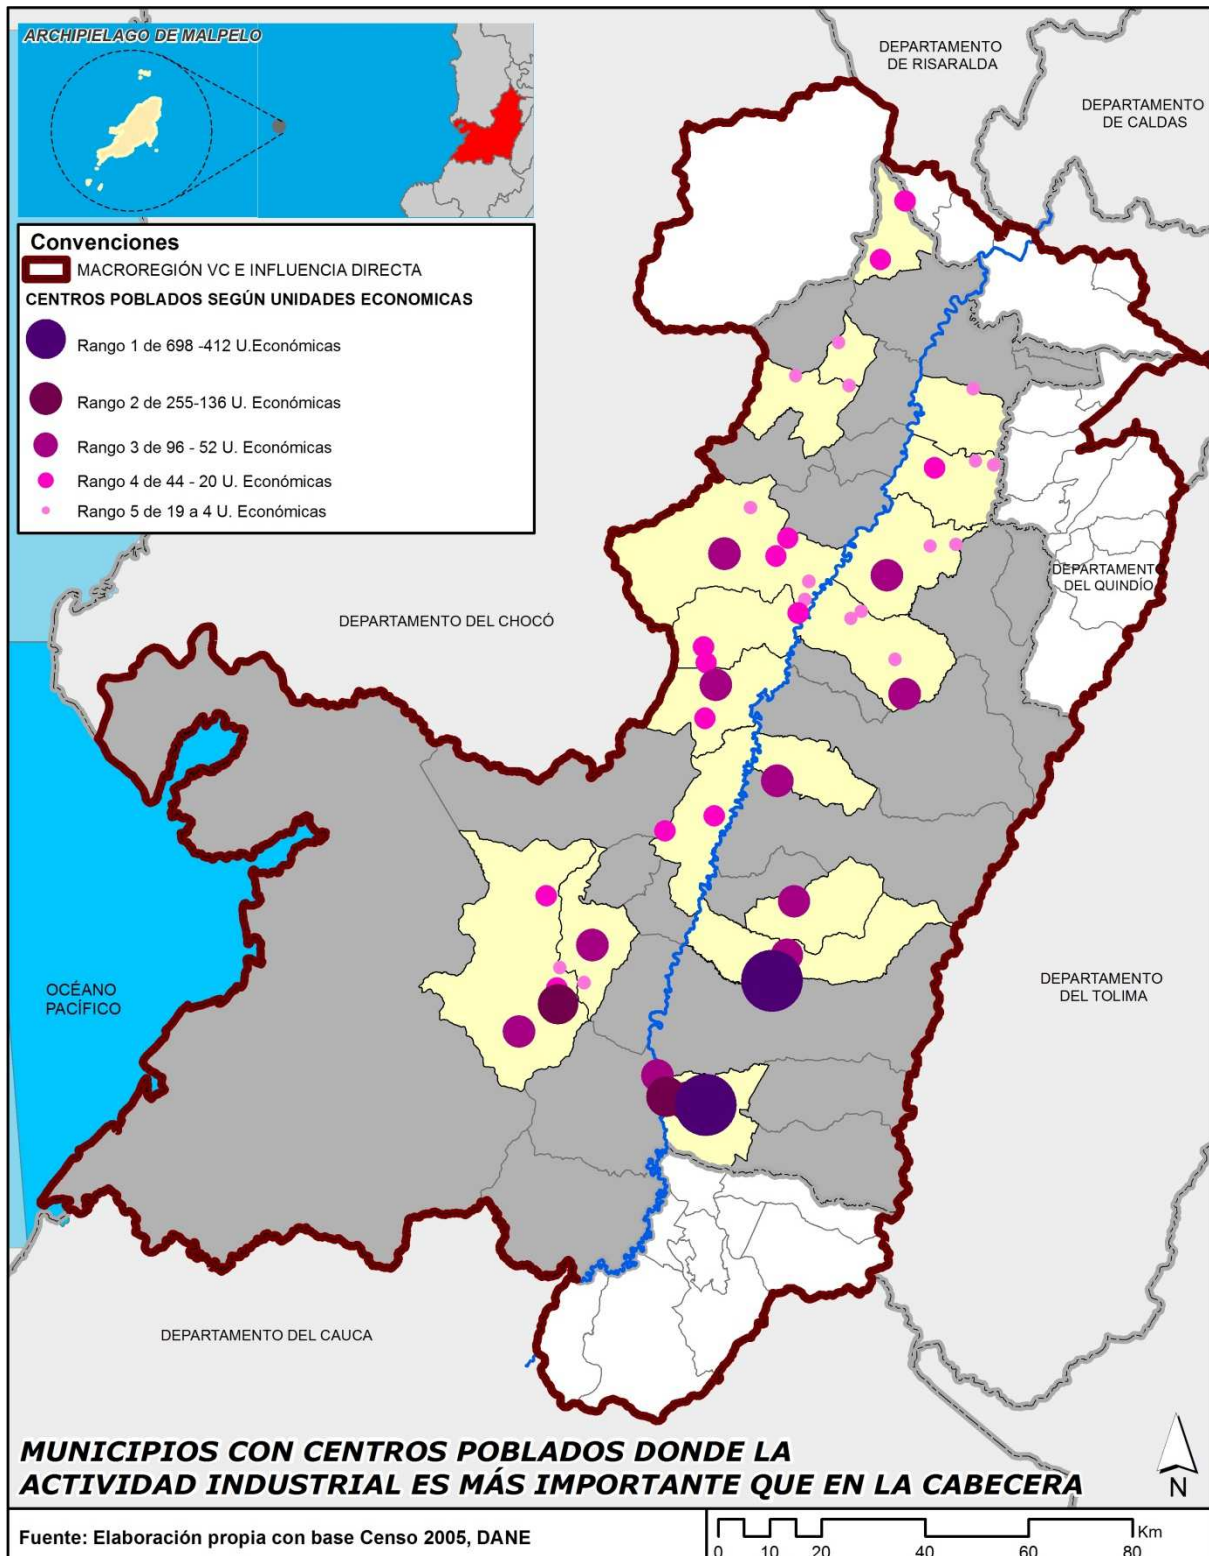 ARCHIPIELAGO DE MALPELO
DEPARTAMENTO
DE RISARALDA
DEPARTAMENTO
DE CALDAS
Convenciones
MACROREGIÓN VC E INFLUENCIA DIRECTA
CENTROS POBLADOS SEGÚN UNIDADES ECONOMICAS
Rango 1 de 698 -412 U.Económicas
Rango 2 de 255-136 U. Económicas
Rango 3 de 96 - 52 U. Económicas
Rango 4 de 44 - 20 U. Económicas
Rango 5 de 19 a 4 U. Económicas
DEPARTAMENTO
DEL QUINDÍO
DEPARTAMENTO DEL CHOCÓ
OCÉANO
PACÍFICO
DEPARTAMENTO
DEL TOLIMA
DEPARTAMENTO DEL CAUCA
MUNICIPIOS CON CENTROS POBLADOS DONDE LA
ACTIVIDAD INDUSTRIAL ES MÁS IMPORTANTE QUE EN LA CABECERA
N
Fuente: Elaboración propia con base Censo 2005, DANE
Km
0 10 20 40 60 80